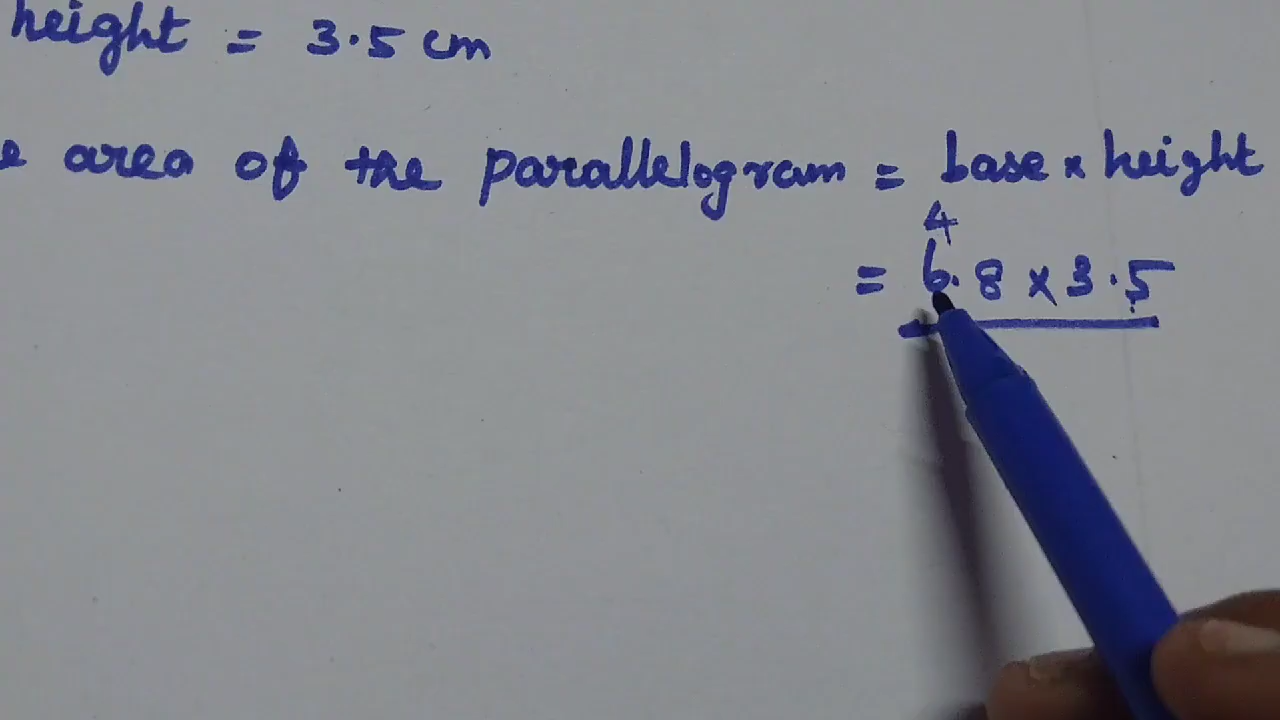 height = 3.5 cm
area of the parallelogram = base × height
4
= 6.8 × 3.5